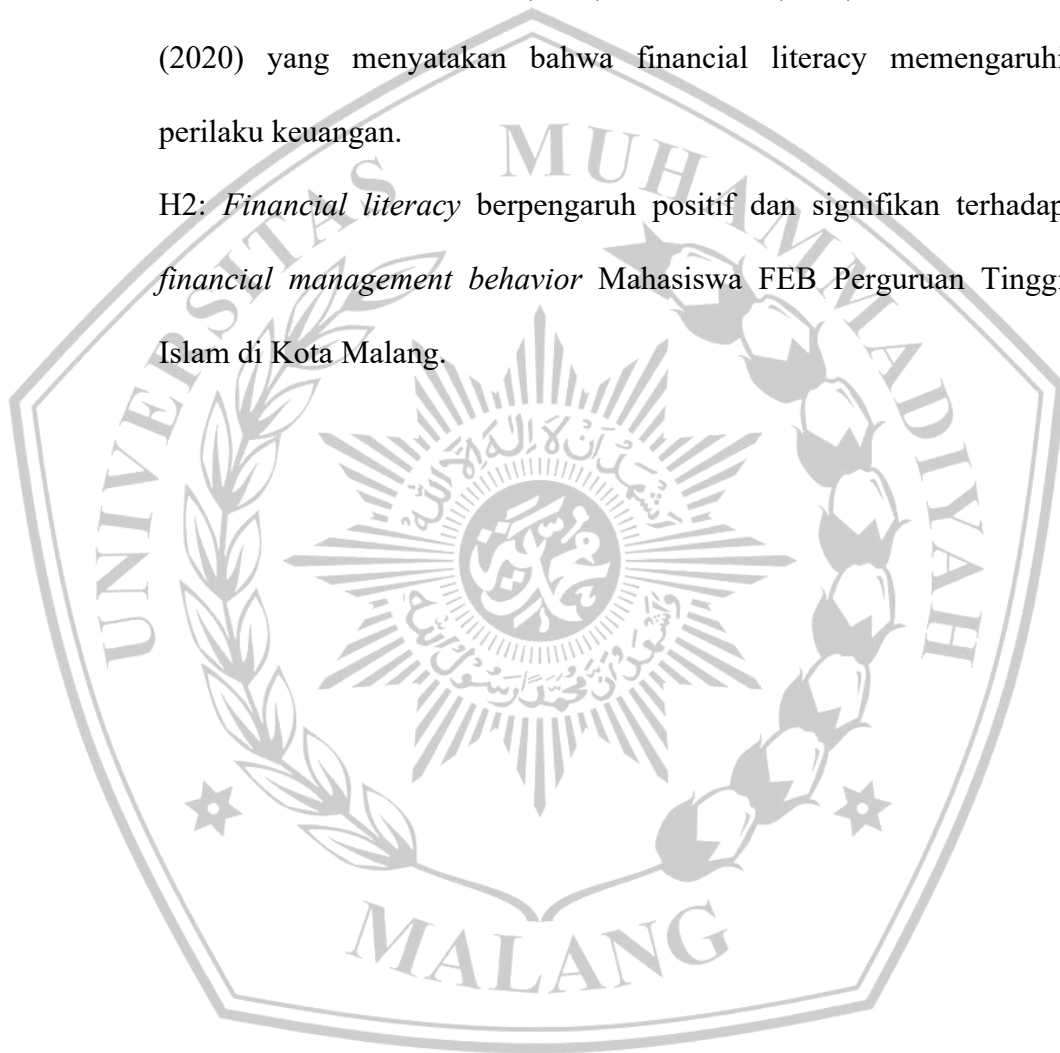 (2020) yang menyatakan bahwa financial literacy memengaruhi
perilaku keuangan.
H2: Financial literacy berpengaruh positif dan signifikan terhadap
financial management behavior Mahasiswa FEB Perguruan Tinggi
Islam di Kota Malang.
UNIVERSITAS MUHAMMADIYAH
MALANG